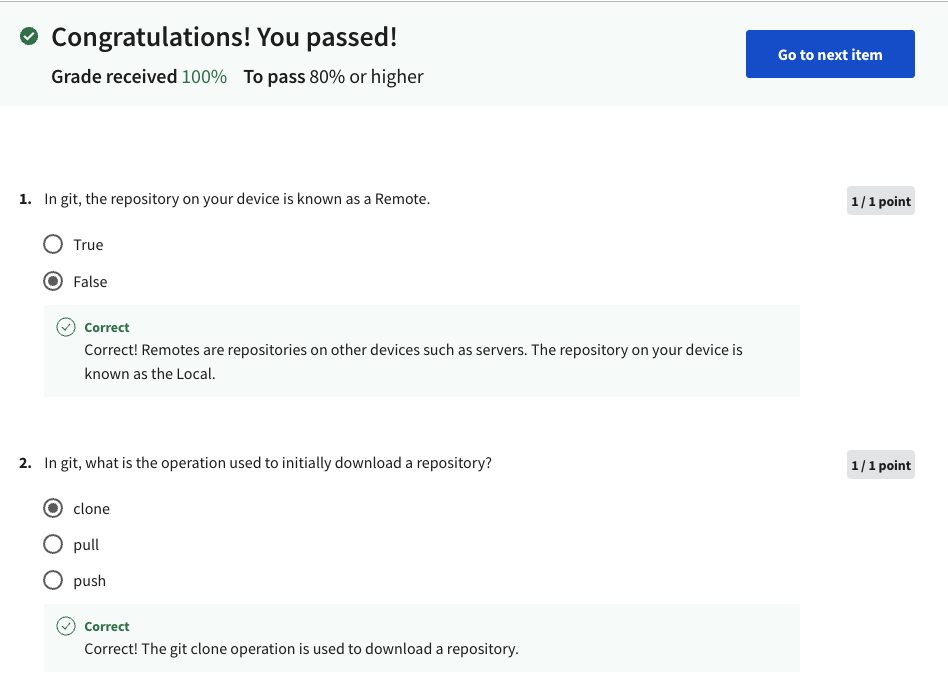 Congratulations! You passed!
Go to next item
Grade received 100% To pass 80% or higher
1. In git, the repository on your device is known as a Remote.
1 / 1 point
True
False
Correct
Correct! Remotes are repositories on other devices such as servers. The repository on your device is
known as the Local.
2. In git, what is the operation used to initially download a repository?
1 / 1 point
clone
pull
push
Correct
Correct! The git clone operation is used to download a repository.